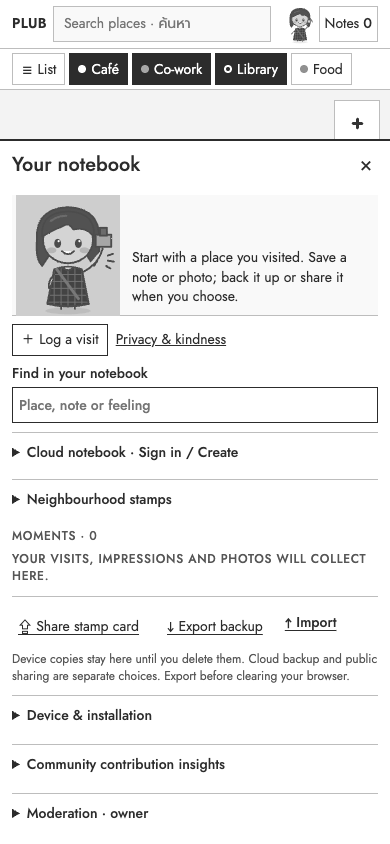 PLUB
Search places · ค้นหา
Notes 0
≡ List
Café
Co-work
Library
Food
+
Your notebook
×
Start with a place you visited. Save a
note or photo; back it up or share it
when you choose.
+ Log a visit
Privacy & kindness
Find in your notebook
Place, note or feeling
▶ Cloud notebook · Sign in / Create
▶ Neighbourhood stamps
MOMENTS · 0
YOUR VISITS, IMPRESSIONS AND PHOTOS WILL COLLECT
HERE.
Share stamp card
↓ Export backup
↑ Import
Device copies stay here until you delete them. Cloud backup and public
sharing are separate choices. Export before clearing your browser.
▶ Device & installation
▶ Community contribution insights
▶ Moderation · owner